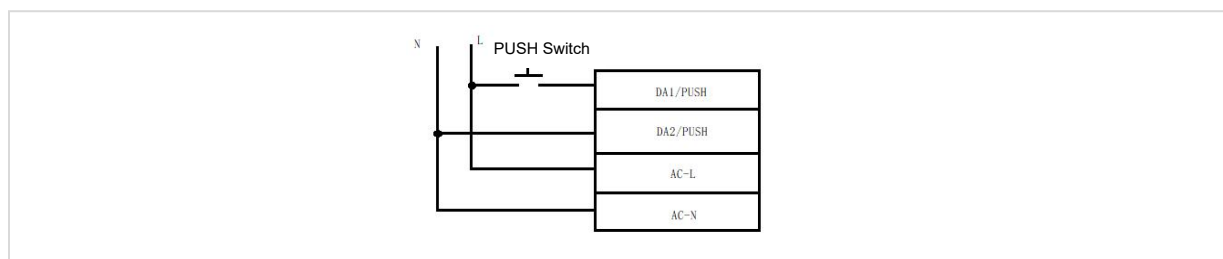 N L PUSH Switch
DA1/PUSH
DA2/PUSH
AC-L
AC-N